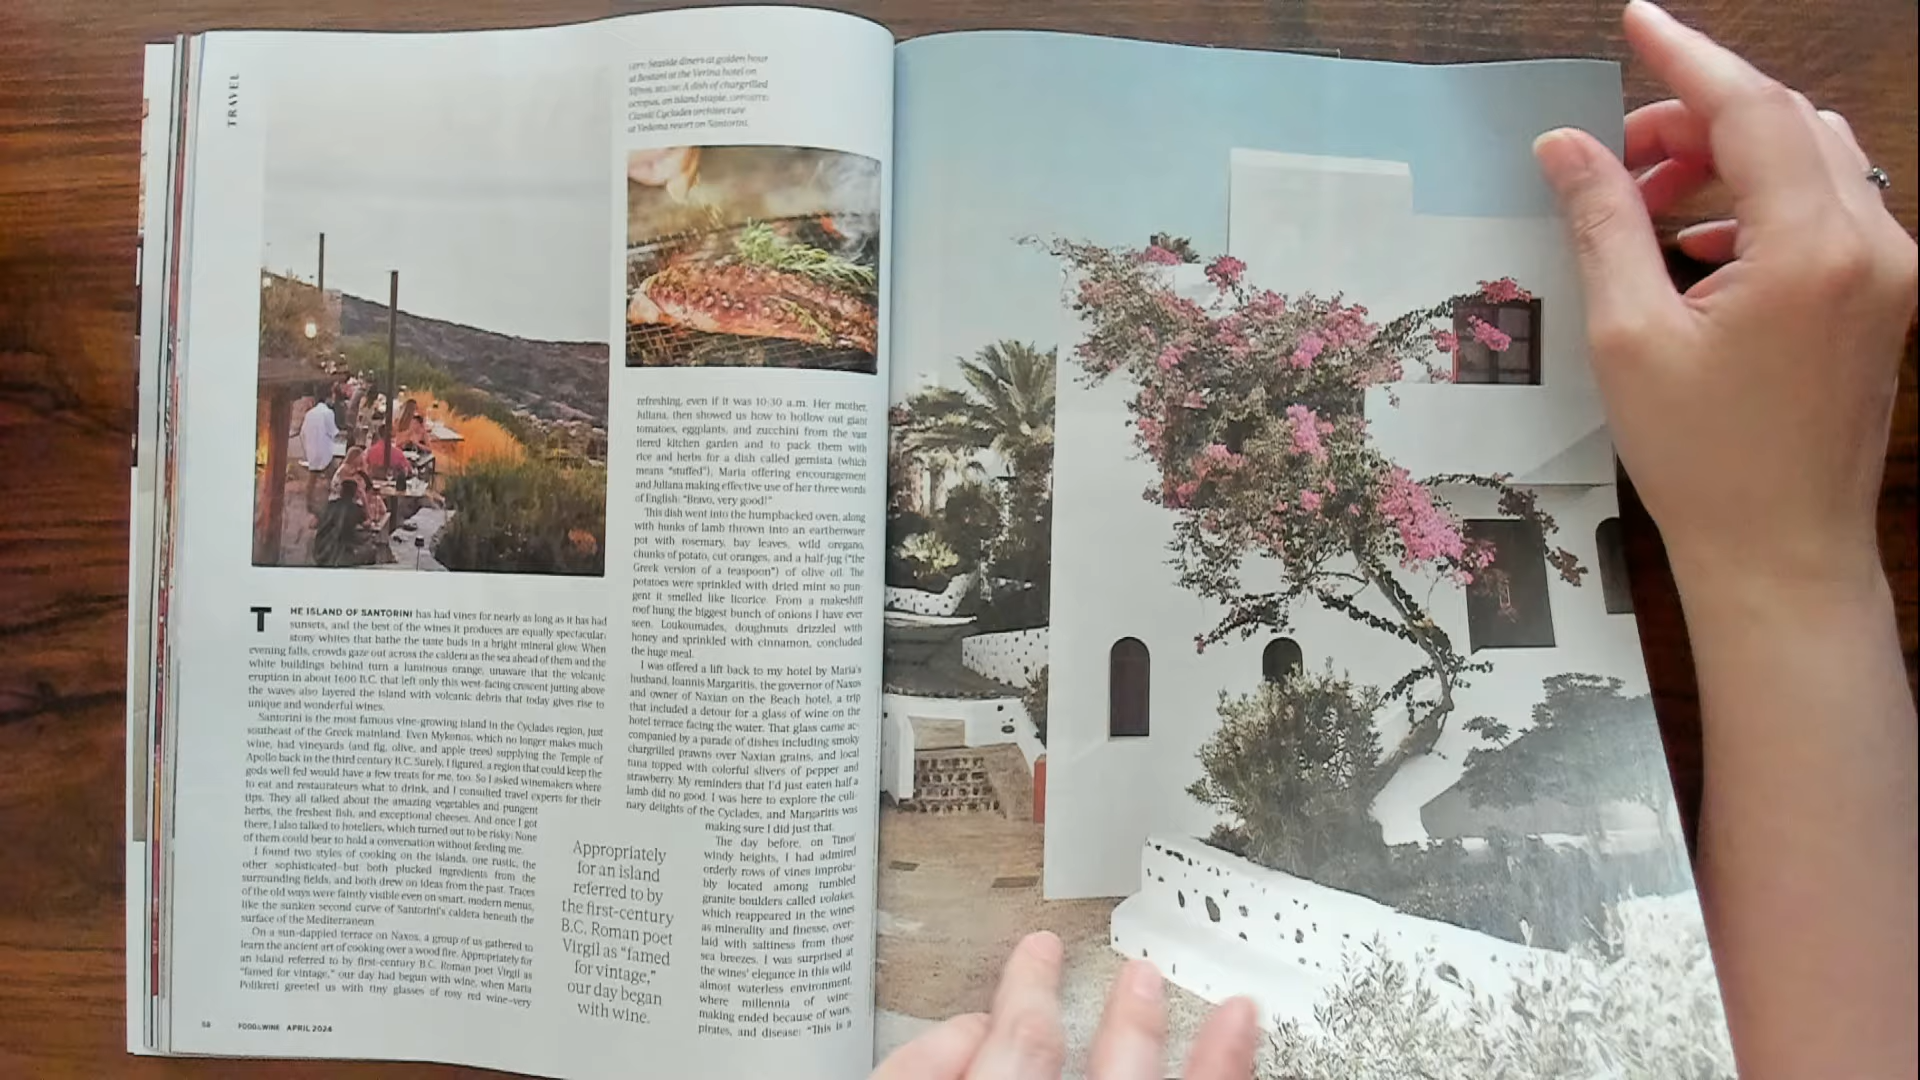 TRAVEL
LEFT: Seaside diners at golden hour
at Bostani at the Verina hotel on
Sifnos. BELOW: A dish of chargrilled
octopus, an island staple. OPPOSITE:
Classic Cyclades architecture
at Vedema resort on Santorini.
THE ISLAND OF SANTORINI has had vines for nearly as long as it has had
sunsets, and the best of the wines it produces are equally spectacular:
stony whites that bathe the taste buds in a bright mineral glow. When
evening falls, crowds gaze out across the caldera as the sea ahead of them and the
white buildings behind turn a luminous orange, unaware that the volcanic
eruption in about 1600 B.C. that left only this west-facing crescent jutting above
the waves also layered the island with volcanic debris that today gives rise to
unique and wonderful wines.
Santorini is the most famous vine-growing island in the Cyclades region, just
southeast of the Greek mainland. Even Mykonos, which no longer makes much
wine, had vineyards (and fig, olive, and apple trees) supplying the Temple of
Apollo back in the third century B.C. Surely, I figured, a region that could keep the
gods well fed would have a few treats for me, too. So I asked winemakers where
to eat and restaurateurs what to drink, and I consulted travel experts for their
tips. They all talked about the amazing vegetables and pungent
herbs, the freshest fish, and exceptional cheeses. And once I got
there, I also talked to hoteliers, which turned out to be risky: None
of them could bear to hold a conversation without feeding me.
I found two styles of cooking on the islands, one rustic, the
other sophisticated—but both plucked ingredients from the
surrounding fields, and both drew on ideas from the past. Traces
of the old ways were faintly visible even on smart, modern menus,
like the sunken second curve of Santorini's caldera beneath the
surface of the Mediterranean.
On a sun-dappled terrace on Naxos, a group of us gathered to
learn the ancient art of cooking over a wood fire. Appropriately for
an island referred to by first-century B.C. Roman poet Virgil as
"famed for vintage," our day had begun with wine, when Maria
Polikreti greeted us with tiny glasses of rosy red wine—very
Appropriately
for an island
referred to by
the first-century
B.C. Roman poet
Virgil as "famed
for vintage,"
our day began
with wine.
refreshing, even if it was 10:30 a.m. Her mother,
Juliana, then showed us how to hollow out giant
tomatoes, eggplants, and zucchini from the vast
tiered kitchen garden and to pack them with
rice and herbs for a dish called gemista (which
means "stuffed"), Maria offering encouragement
and Juliana making effective use of her three words
of English: "Bravo, very good!"
This dish went into the humpbacked oven, along
with hunks of lamb thrown into an earthenware
pot with rosemary, bay leaves, wild oregano,
chunks of potato, cut oranges, and a half-jug ("the
Greek version of a teaspoon") of olive oil. The
potatoes were sprinkled with dried mint so pun-
gent it smelled like licorice. From a makeshift
roof hung the biggest bunch of onions I have ever
seen. Loukoumades, doughnuts drizzled with
honey and sprinkled with cinnamon, concluded
the huge meal.
I was offered a lift back to my hotel by Maria's
husband, Ioannis Margaritis, the governor of Naxos
and owner of Naxian on the Beach hotel, a trip
that included a detour for a glass of wine on the
hotel terrace facing the water. That glass came ac-
companied by a parade of dishes including smoky
chargrilled prawns over Naxian grains, and local
tuna topped with colorful slivers of pepper and
strawberry. My reminders that I'd just eaten half a
lamb did no good. I was here to explore the culi-
nary delights of the Cyclades, and Margaritis was
making sure I did just that.
The day before, on Tinos'
windy heights, I had admired
orderly rows of vines improba-
bly located among tumbled
granite boulders called volakes,
which reappeared in the wines
as minerality and finesse, over-
laid with saltiness from those
sea breezes. I was surprised at
the wines' elegance in this wild,
almost waterless environment,
where millennia of wine-
making ended because of wars,
pirates, and disease: "This is a
58 FOOD&WINE APRIL 2024